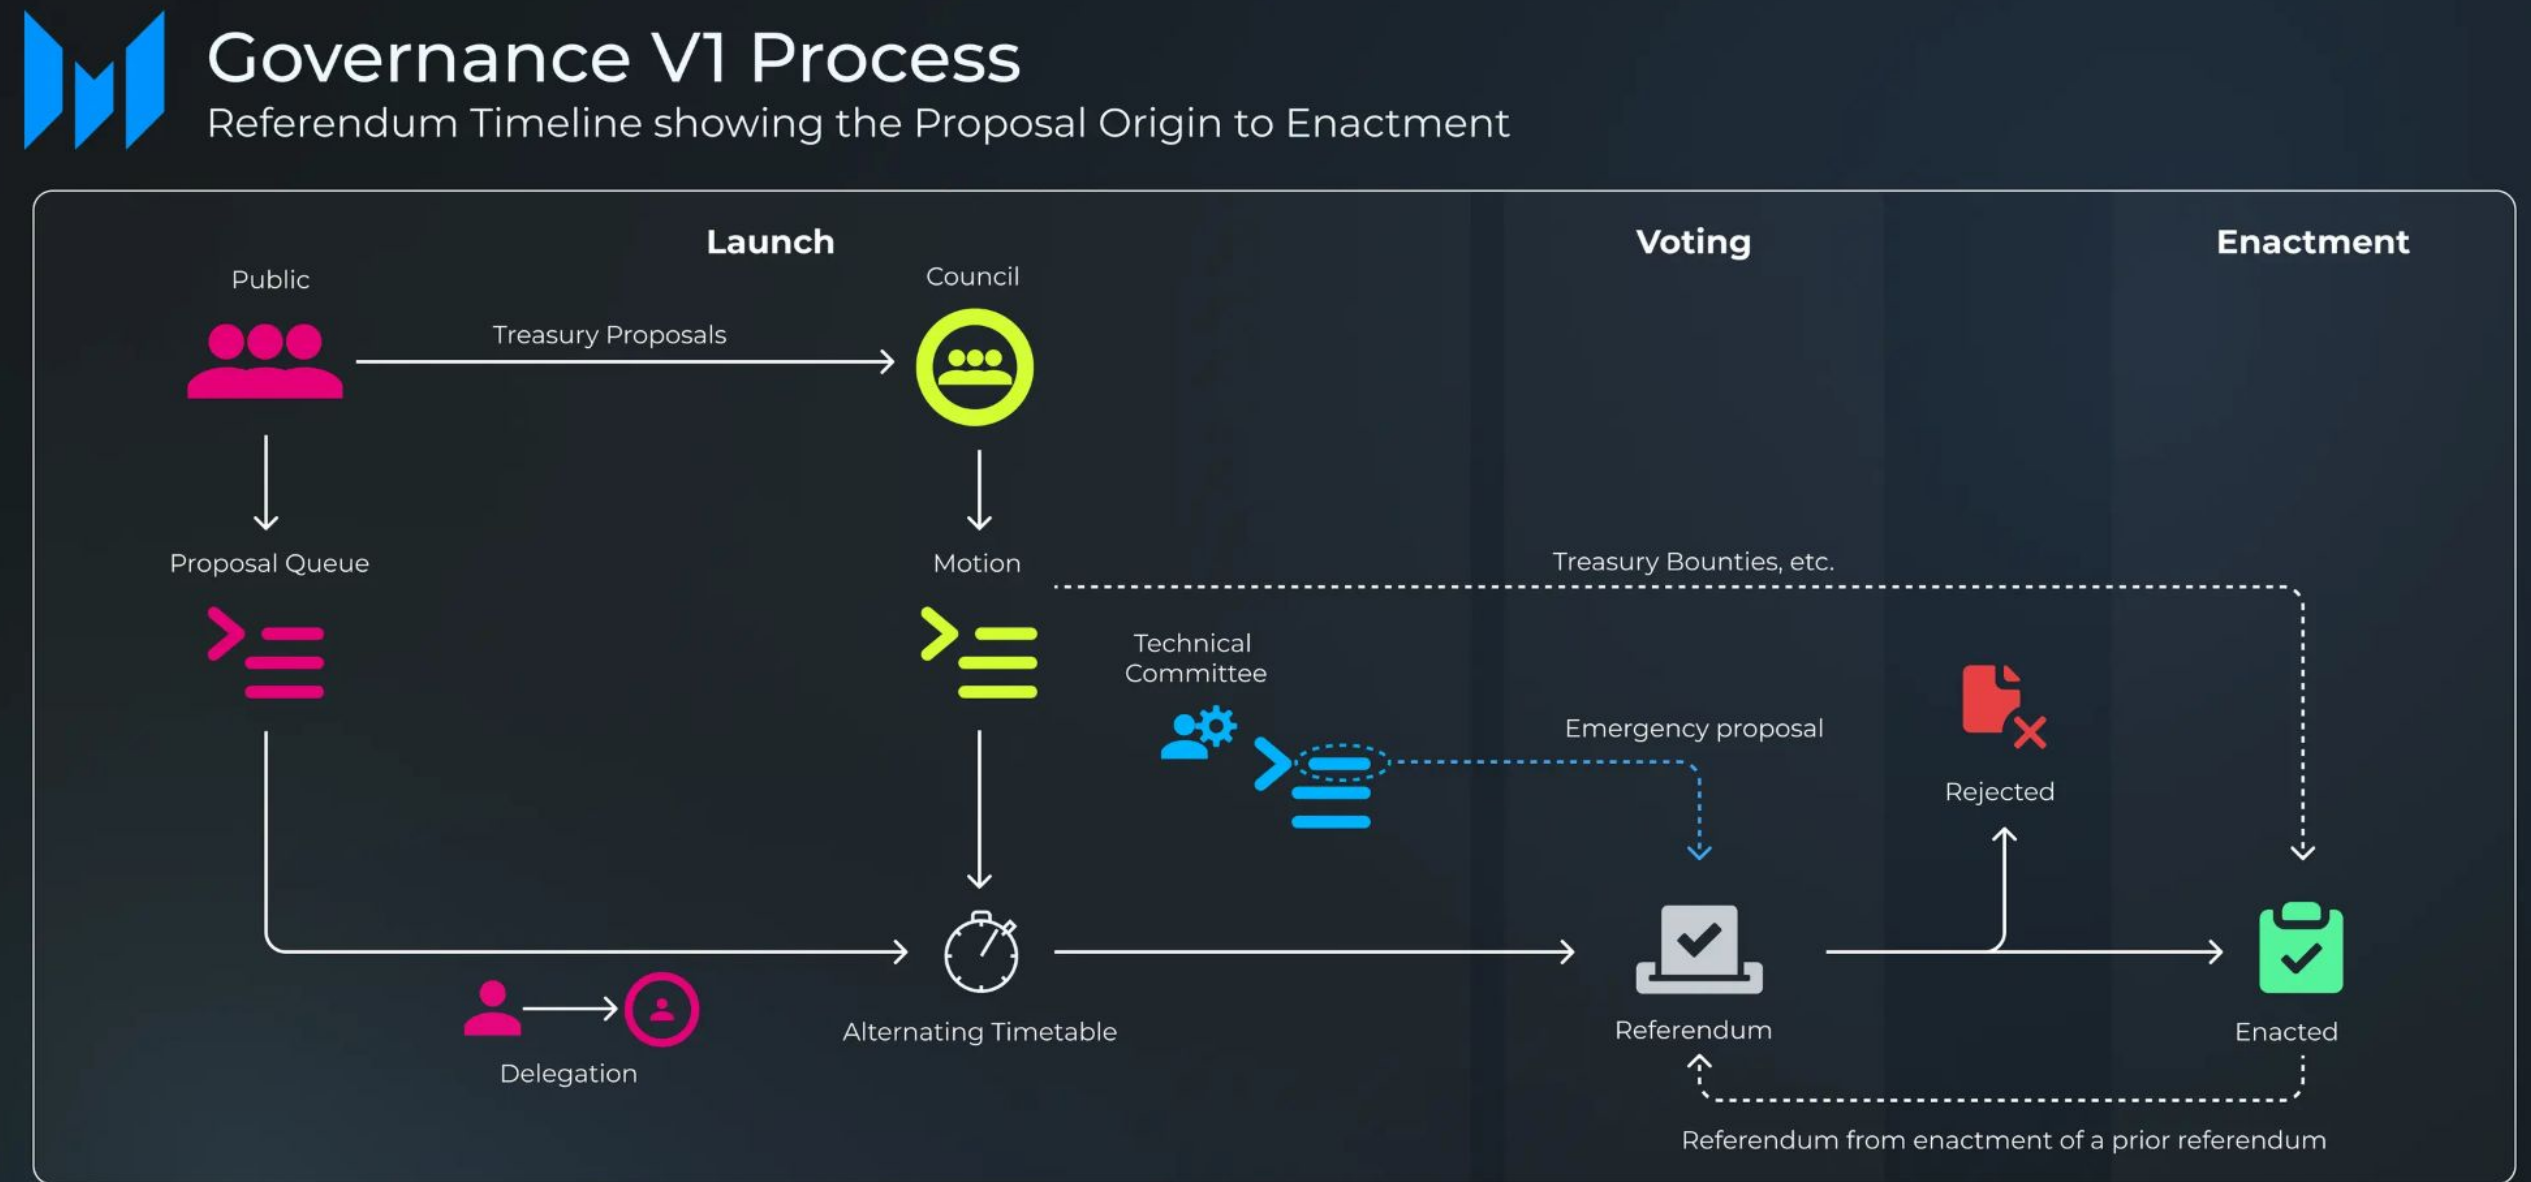 Governance V1 Process
Referendum Timeline showing the Proposal Origin to Enactment
Launch
Voting
Enactment
Public
Council
Treasury Proposals
Proposal Queue
Motion
Treasury Bounties, etc.
Technical
Committee
Emergency proposal
Rejected
Alternating Timetable
Referendum
Enacted
Delegation
Referendum from enactment of a prior referendum